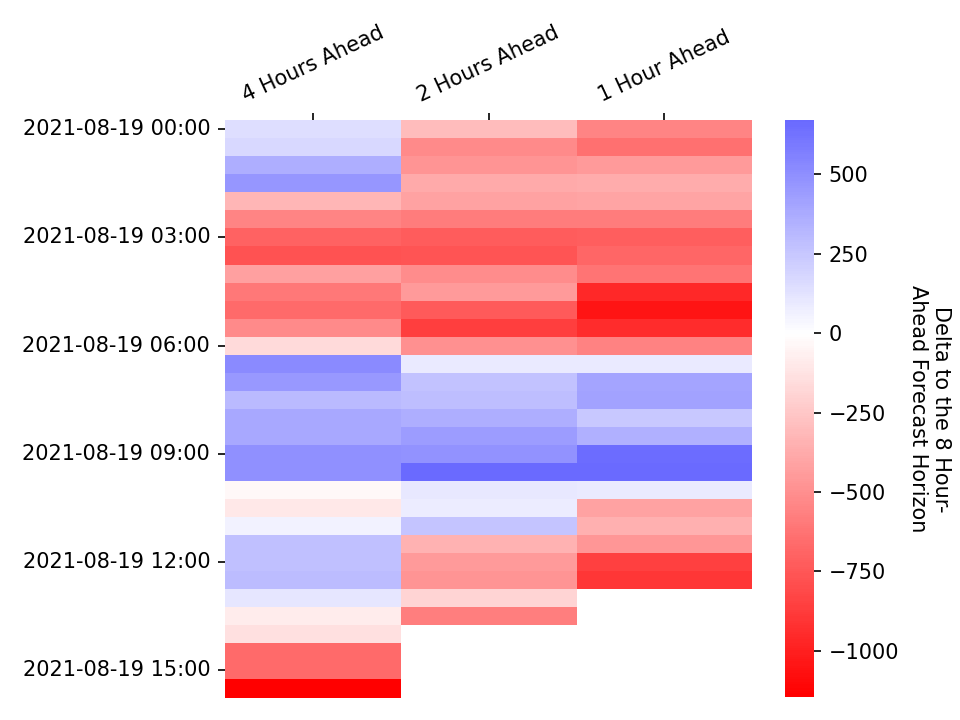 4 Hours Ahead
2 Hours Ahead
1 Hour Ahead
2021-08-19 00:00
2021-08-19 03:00
2021-08-19 06:00
2021-08-19 09:00
2021-08-19 12:00
2021-08-19 15:00
500
250
0
−250
−500
−750
−1000
Delta to the 8 Hour-
Ahead Forecast Horizon